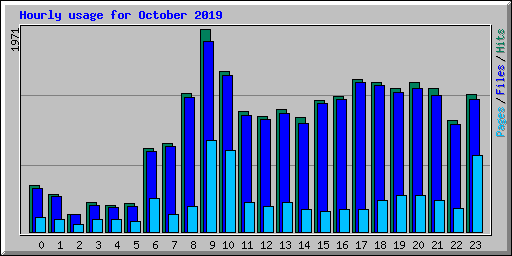 Hourly usage for October 2019
1971
Pages / Files / Hits
0 1 2 3 4 5 6 7 8 9 10 11 12 13 14 15 16 17 18 19 20 21 22 23